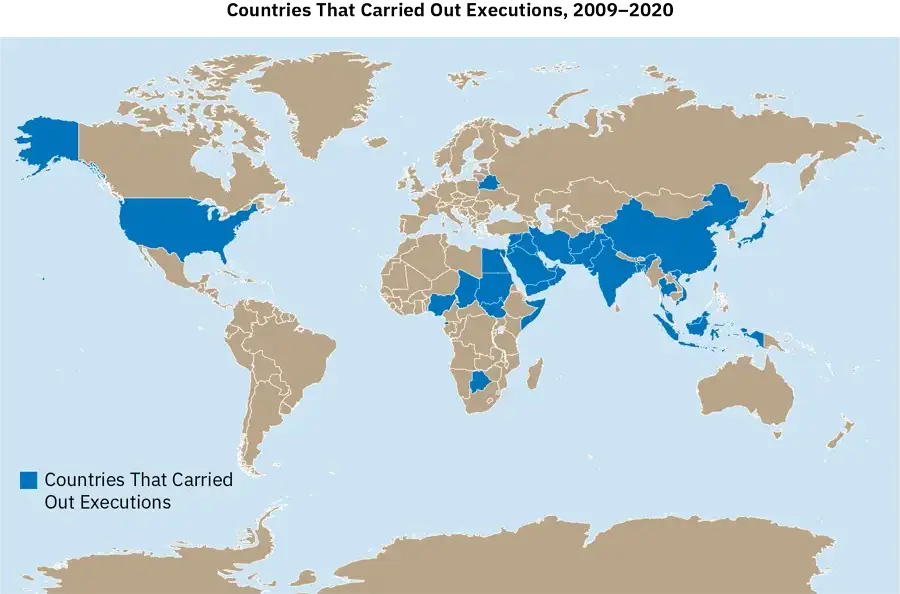 Countries That Carried Out Executions, 2009–2020
Countries That Carried
Out Executions